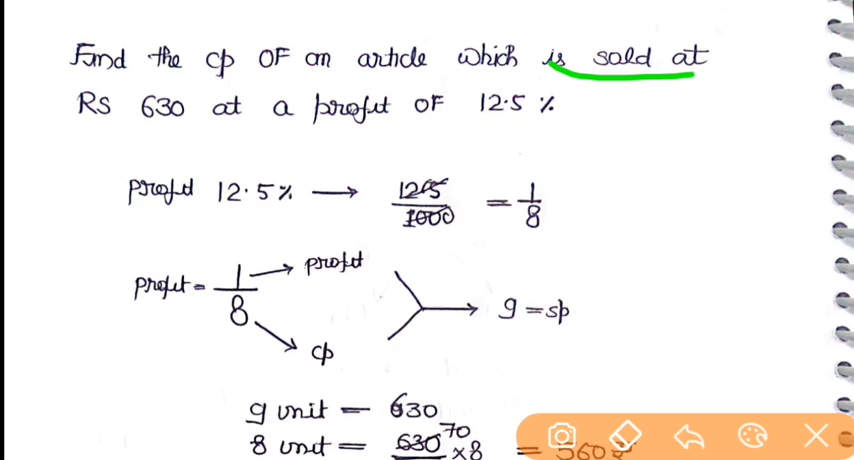 Find the cp OF an article which is sold at
RS 630 at a profit OF 12.5 %
profit 12.5% → 125/1000 = 1/8
profit = 1/8 → profit
→ cp
→ 9 = sp
9 unit = 630
8 unit = 630 70 × 8 = 560